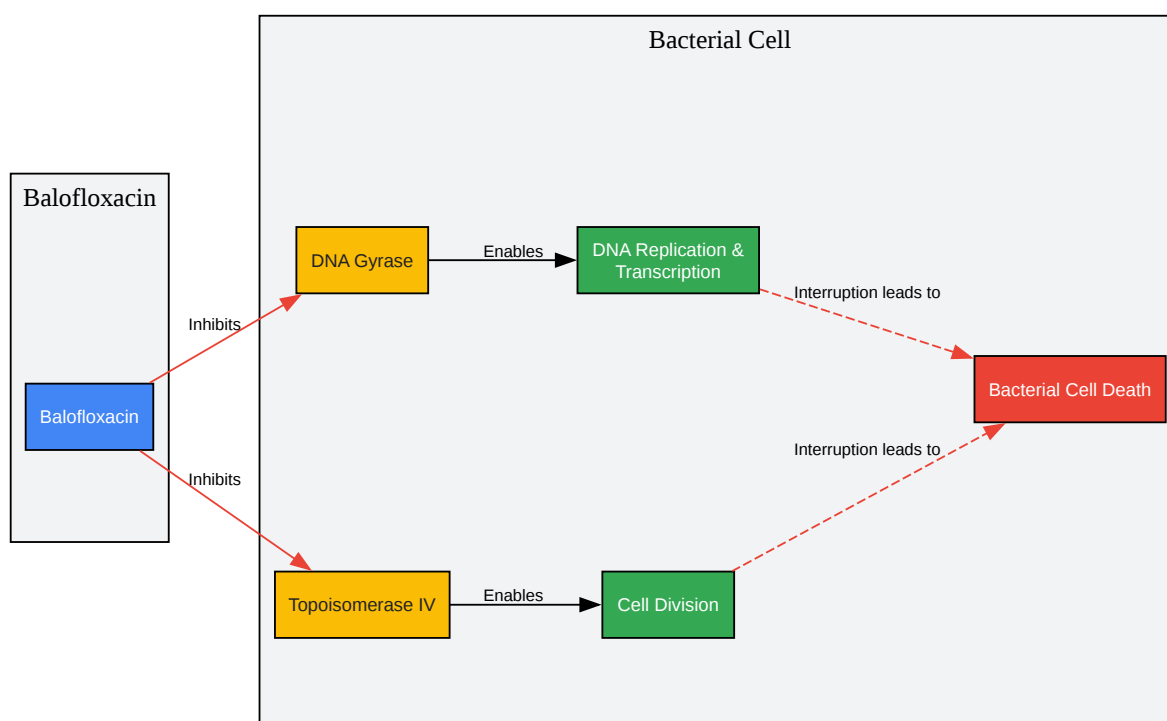 Bacterial Cell
Balofloxacin
DNA Gyrase
Enables
DNA Replication &
Transcription
Interruption leads to
Inhibits
Balofloxacin
Bacterial Cell Death
Interruption leads to
Inhibits
Topoisomerase IV
Enables
Cell Division